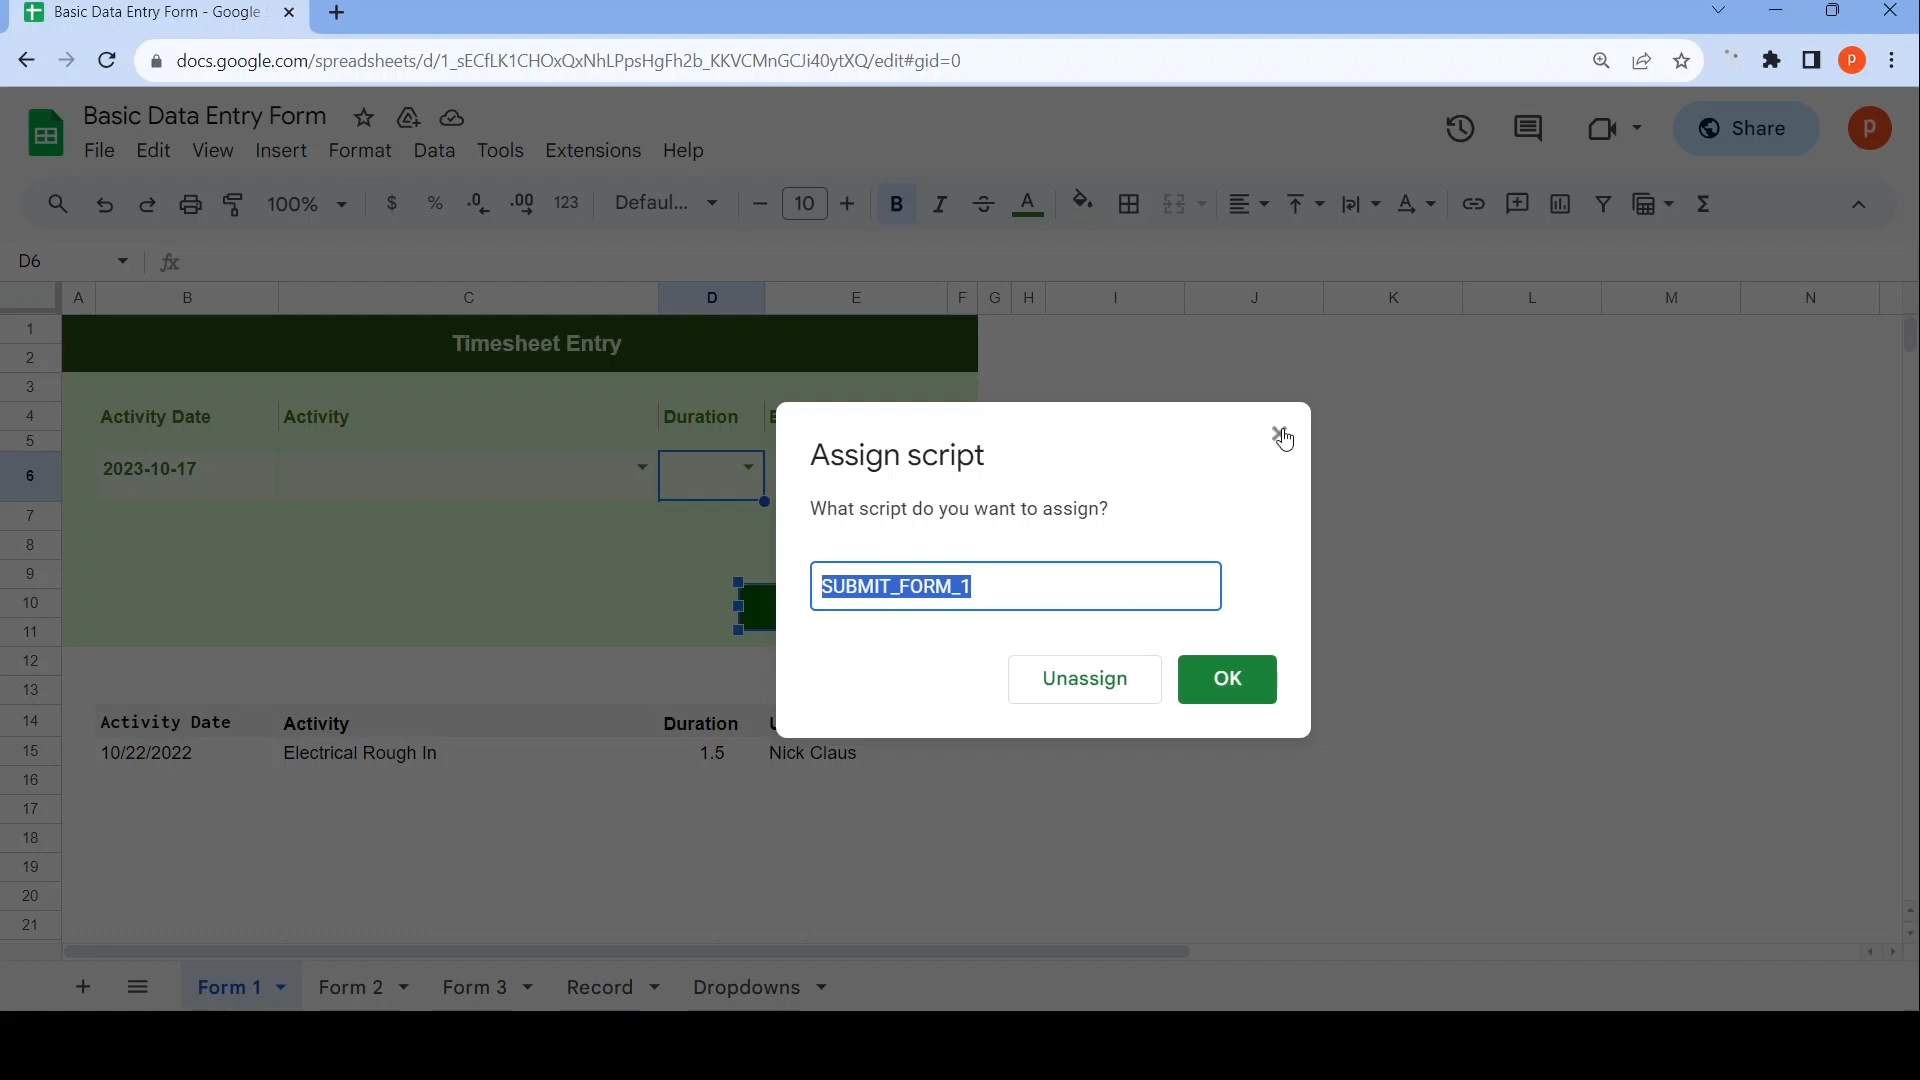 Basic Data Entry Form - Google
docs.google.com/spreadsheets/d/1_sECfLK1CHOxQxNhLPpsHgFh2b_KKVCMnGCJi40ytXQ/edit#gid=0
P
Basic Data Entry Form
File Edit View Insert Format Data Tools Extensions Help
Share
P
100% $ % .0 .00 123 Defaul... 10 B I S A
D6 fx
A B C D E F G H I J K L M N
1
Timesheet Entry
2
3
4 Activity Date Activity Duration E
5
6 2023-10-17
7
8
9
10
11
12
13
14 Activity Date Activity Duration
15 10/22/2022 Electrical Rough In 1.5 Nick Claus
16
17
18
19
20
21
Assign script
What script do you want to assign?
SUBMIT_FORM_1
Unassign OK
Form 1 Form 2 Form 3 Record Dropdowns